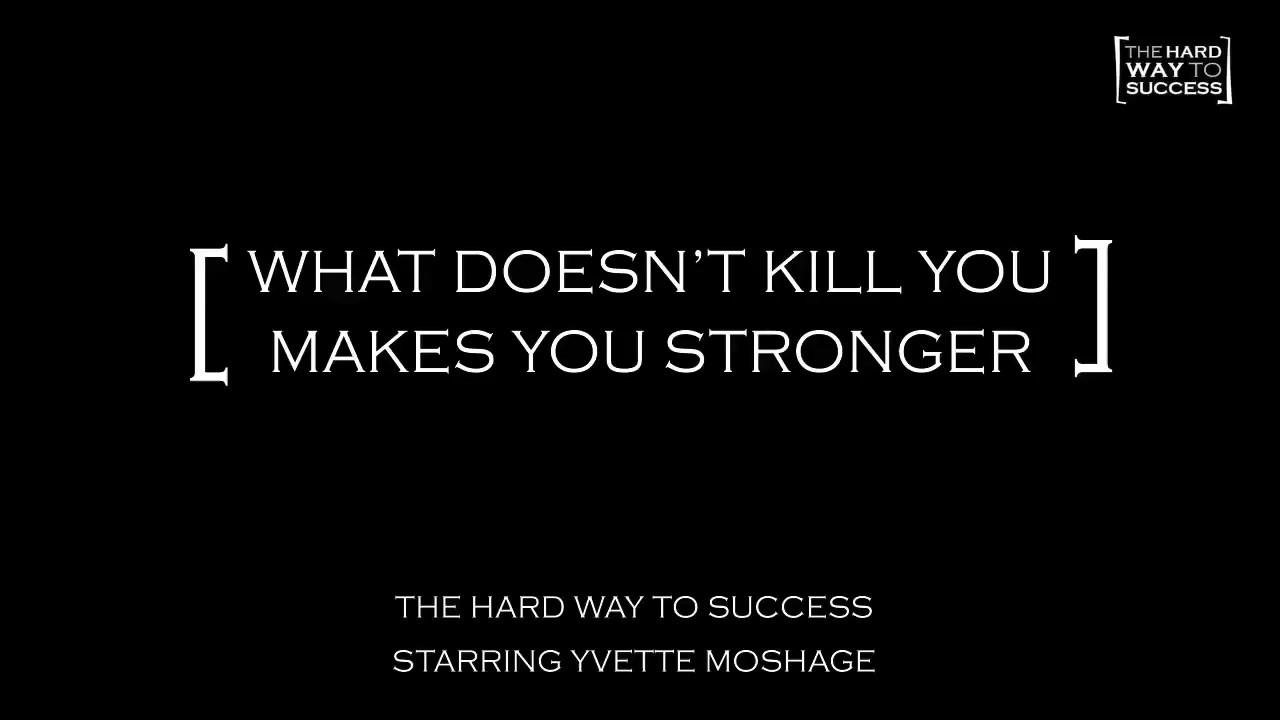 THE HARD
WAY TO
SUCCESS
WHAT DOESN’T KILL YOU
MAKES YOU STRONGER
THE HARD WAY TO SUCCESS
STARRING YVETTE MOSHAGE